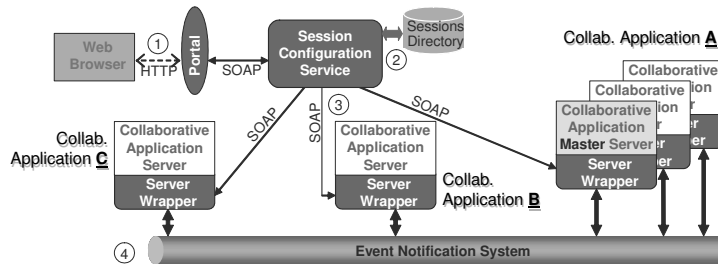 Web
Browser
1
HTTP
Portal
SOAP
Session
Configuration
Service
2
Sessions
Directory
Collab. Application A
3
SOAP
SOAP
SOAP
Collab.
Application C
Collaborative
Application
Server
Server
Wrapper
Collaborative
Application
Server
Server
Wrapper
Collab.
Application B
Collaborative
Collaborative
Collaborative
Application
Master Server
Server
Wrapper
4
Event Notification System